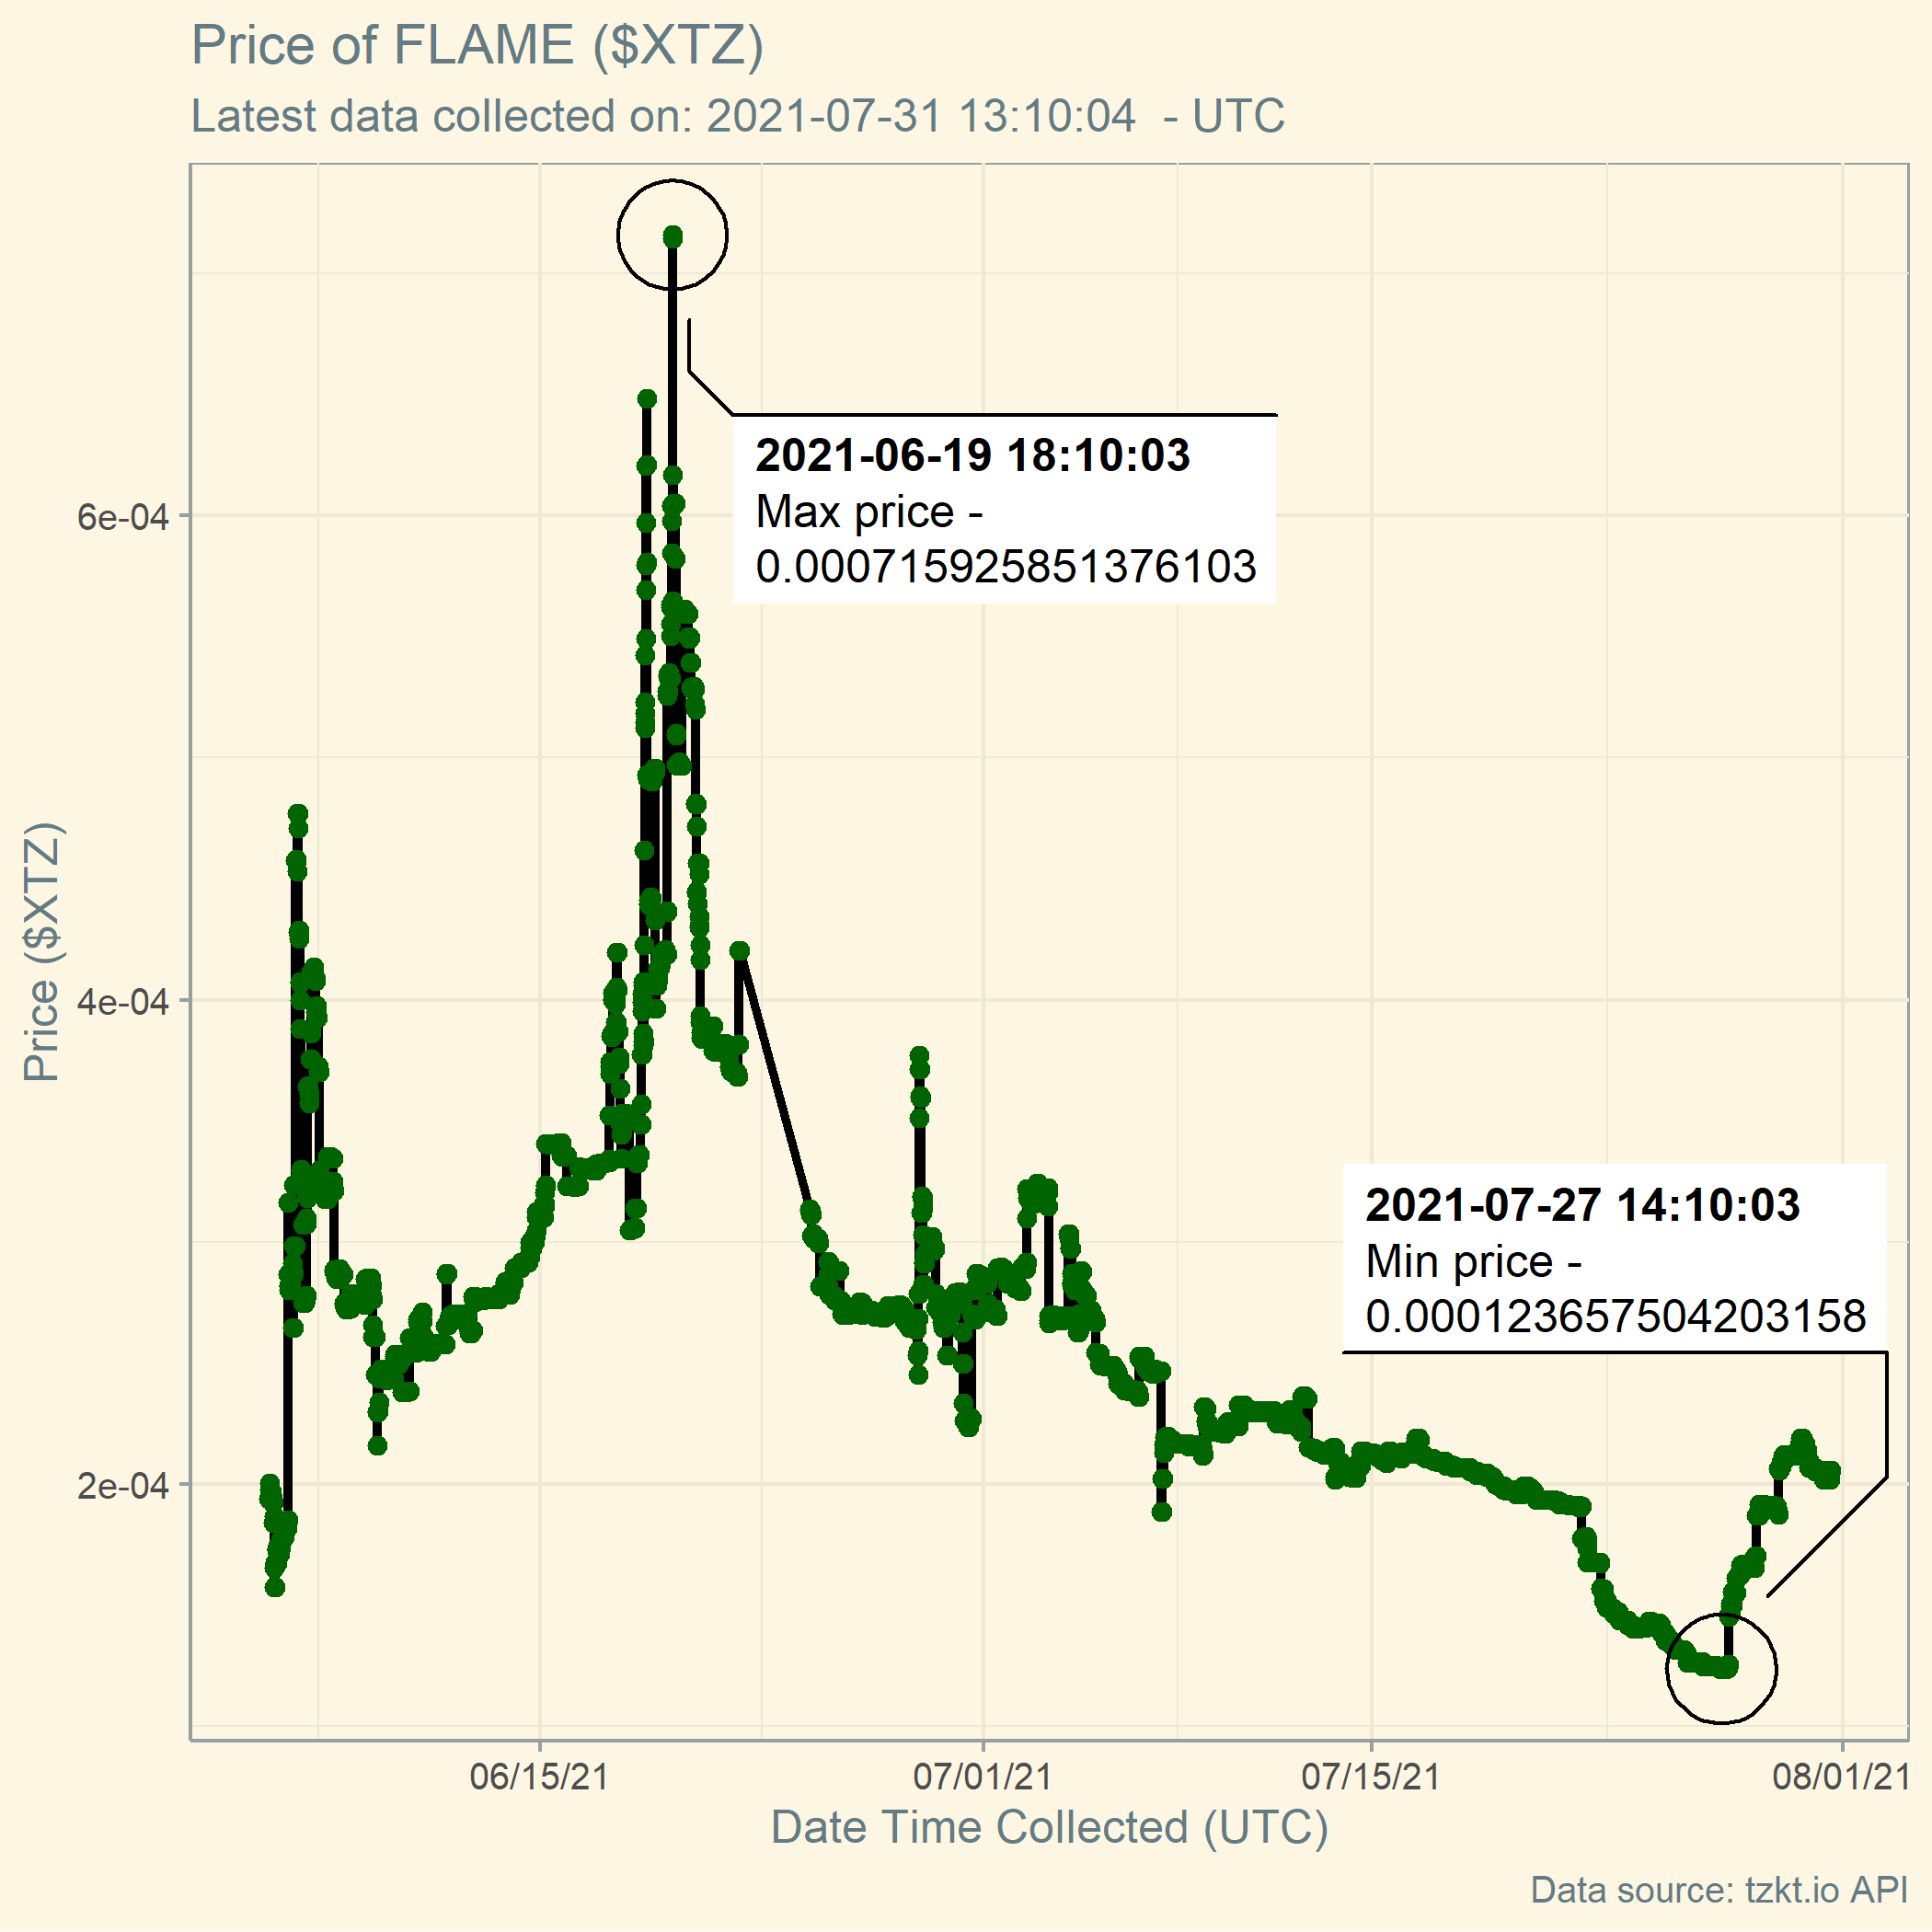 Price of FLAME ($XTZ)
Latest data collected on: 2021-07-31 13:10:04  - UTC
2021-06-19 18:10:03
Max price -
0.000715925851376103
6e-04
4e-04
2e-04
Price ($XTZ)
2021-07-27 14:10:03
Min price -
0.000123657504203158
06/15/21
07/01/21
07/15/21
08/01/21
Date Time Collected (UTC)
Data source: tzkt.io API